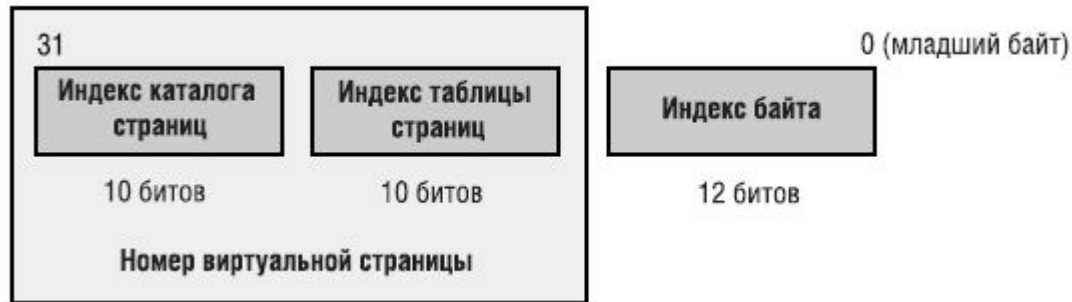 31
0 (младший байт)
Индекс каталога
страниц
Индекс таблицы
страниц
Индекс байта
10 битов
10 битов
12 битов
Номер виртуальной страницы